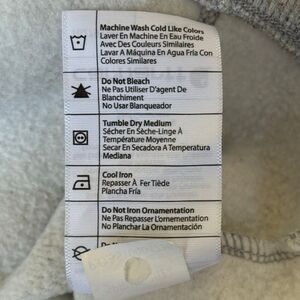 Machine Wash Cold Like Colors
Laver En Machine En Eau Froide
Avec Des Couleurs Similaires
Lavar A Máquina En Agua Fría Con
Colores Similares
Do Not Bleach
Ne Pas Utiliser D'agent De
Blanchiment
No Usar Blanqueador
Tumble Dry Medium
Sécher En Sèche-Linge À
Température Moyenne
Secar En Secadora A Temperatura
Mediana
Cool Iron
Repasser À Fer Tiède
Plancha Fría
Do Not Iron Ornamentation
Ne Pas Repasser L'ornementation
No Planchar La Ornamentación